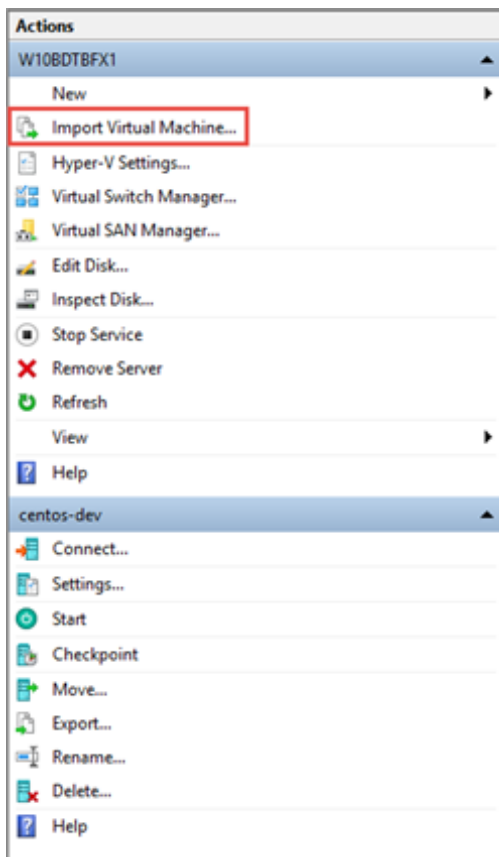 Actions
W10BDTBFX1
New
Import Virtual Machine...
Hyper-V Settings...
Virtual Switch Manager...
Virtual SAN Manager...
Edit Disk...
Inspect Disk...
Stop Service
Remove Server
Refresh
View
Help
centos-dev
Connect...
Settings...
Start
Checkpoint
Move...
Export...
Rename...
Delete...
Help